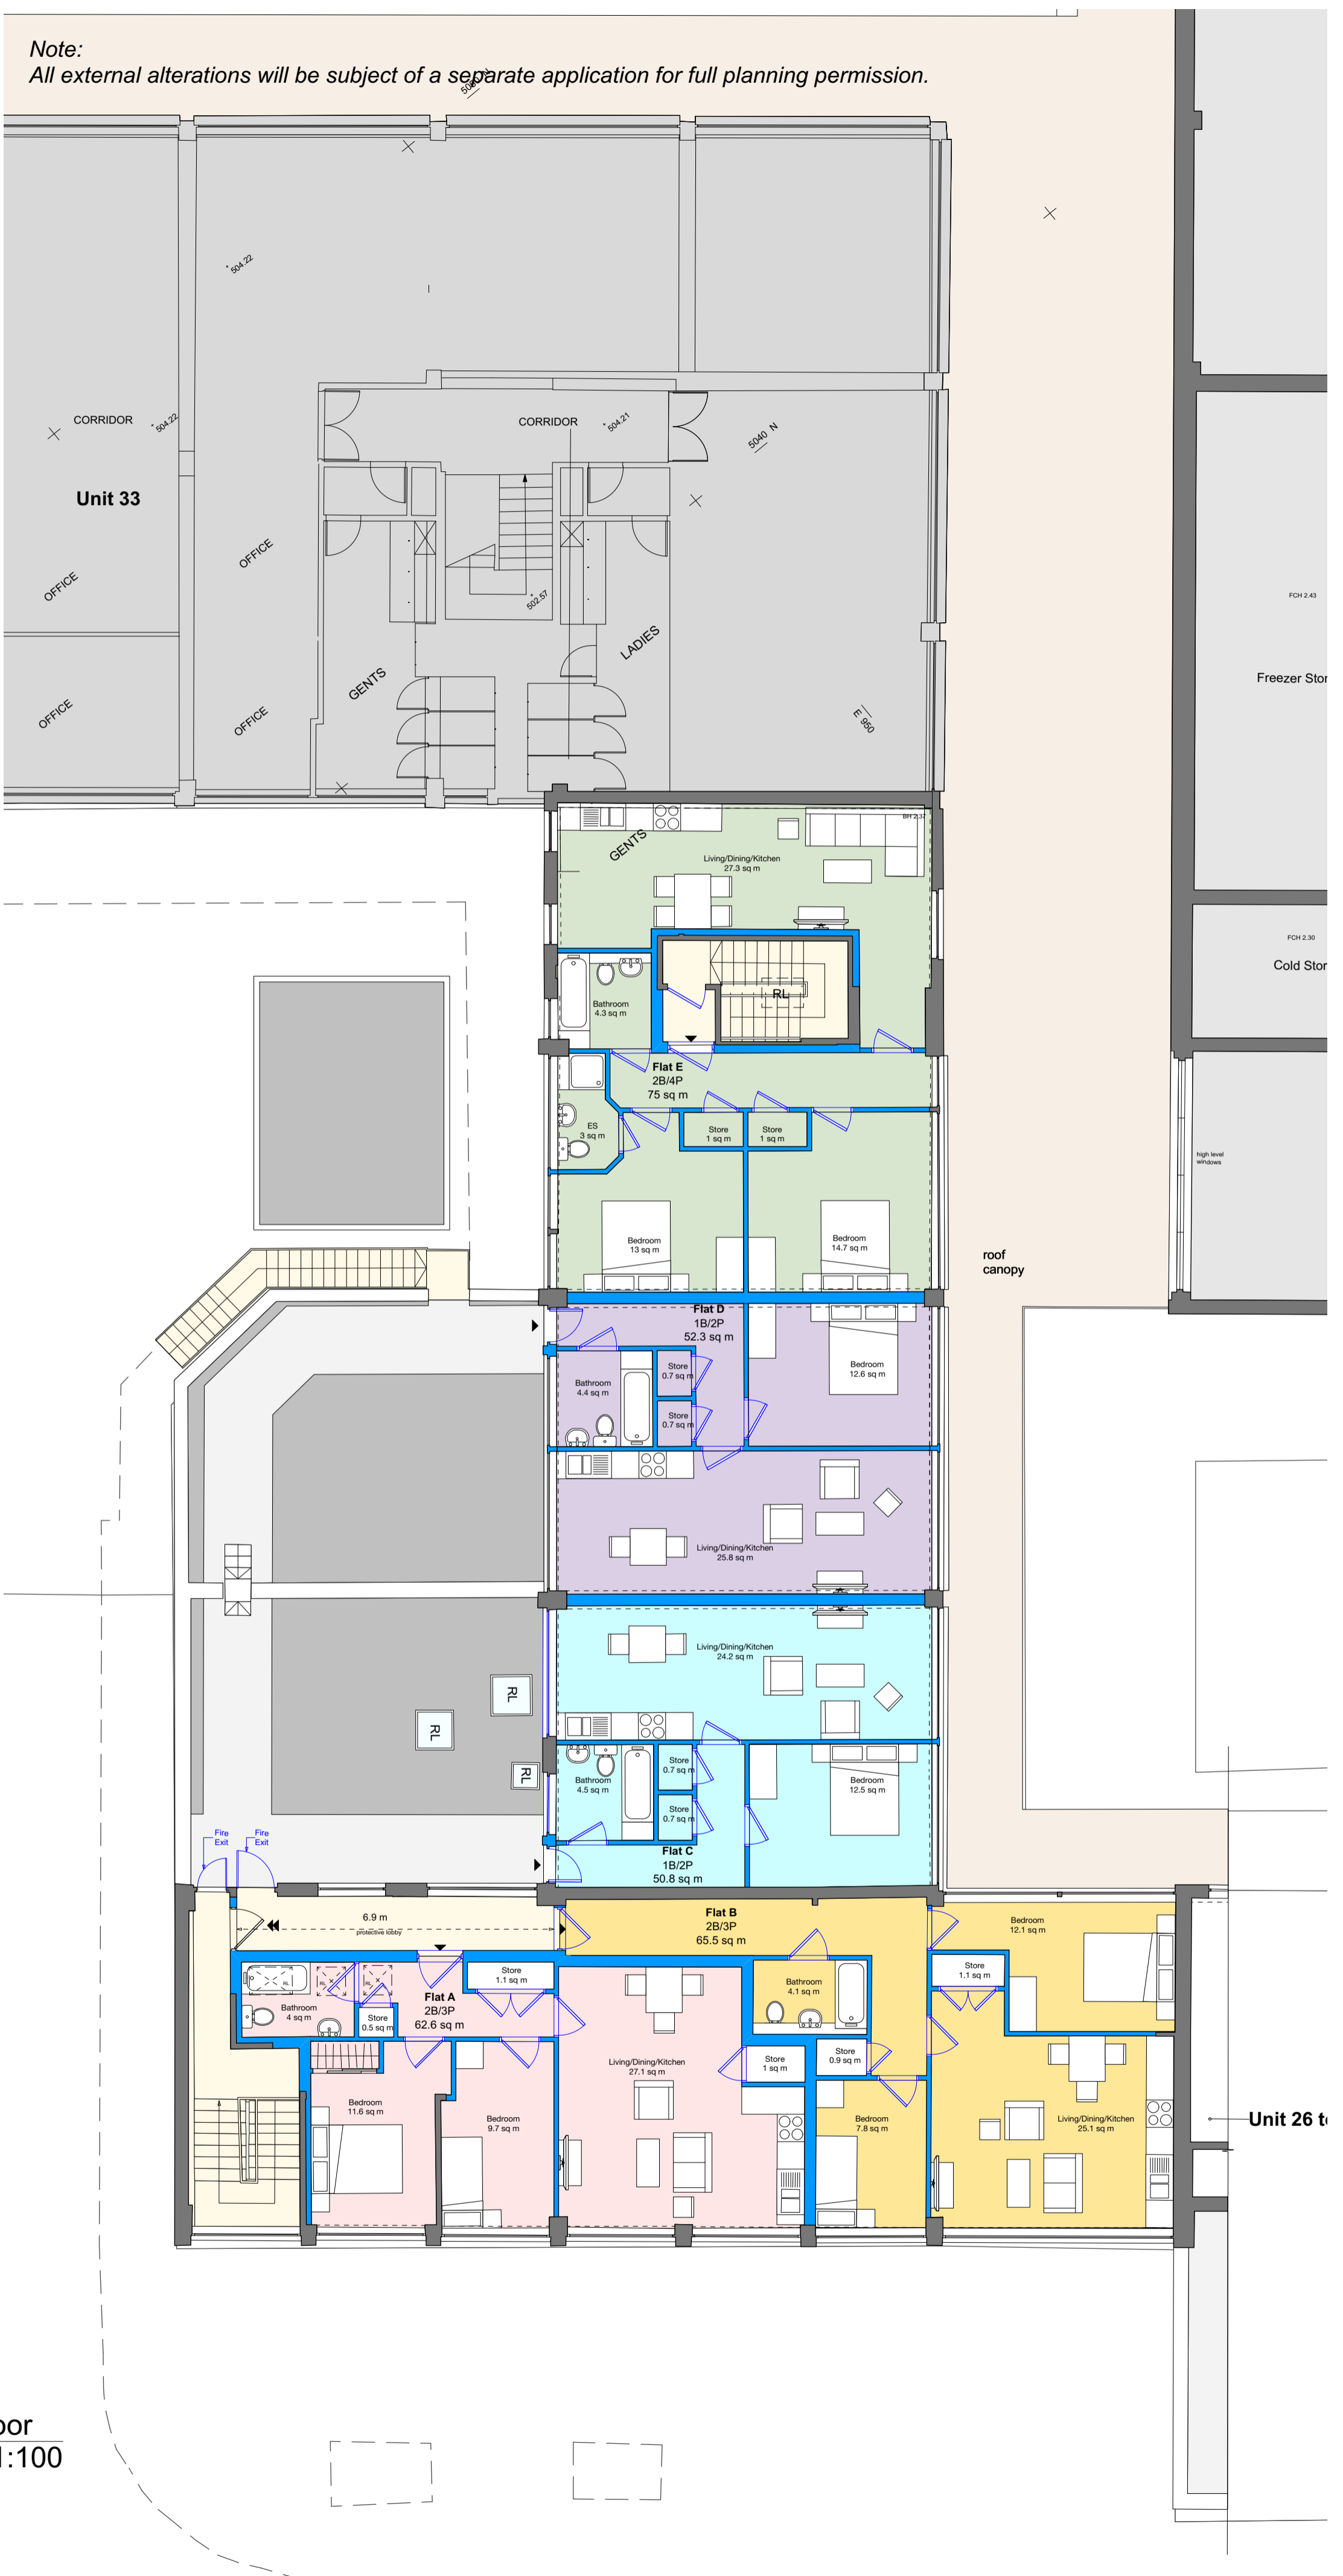 Note:
All external alterations will be subject of a separate application for full planning permission.
504.22
CORRIDOR
504.22
CORRIDOR
504.21
5040 N
Unit 33
OFFICE
OFFICE
502.57
FCH 2.43
LADIES
Freezer Stor
GENTS
OFFICE
OFFICE
E 950
BH 2.37
GENTS
Living/Dining/Kitchen
27.3 sq m
FCH 2.30
Cold Stor
RL
Bathroom
4.3 sq m
Flat E
2B/4P
75 sq m
ES
3 sq m
Store
1 sq m
Store
1 sq m
high level
windows
Bedroom
13 sq m
Bedroom
14.7 sq m
roof
canopy
Flat D
1B/2P
52.3 sq m
Store
0.7 sq m
Bedroom
12.6 sq m
Bathroom
4.4 sq m
Store
0.7 sq m
Living/Dining/Kitchen
25.8 sq m
Living/Dining/Kitchen
24.2 sq m
RL
RL
RL
Store
0.7 sq m
Bathroom
4.5 sq m
Bedroom
12.5 sq m
Store
0.7 sq m
Fire
Exit
Fire
Exit
Flat C
1B/2P
50.8 sq m
6.9 m
protective lobby
Flat B
2B/3P
65.5 sq m
Bedroom
12.1 sq m
Store
1.1 sq m
Store
1.1 sq m
RL
RL
RL
Bathroom
4.1 sq m
Flat A
2B/3P
62.6 sq m
Bathroom
4 sq m
Store
0.5 sq m
Living/Dining/Kitchen
27.1 sq m
Store
1 sq m
Store
0.9 sq m
Bedroom
11.6 sq m
Bedroom
9.7 sq m
Bedroom
7.8 sq m
Living/Dining/Kitchen
25.1 sq m
Unit 26 t
oor
1:100